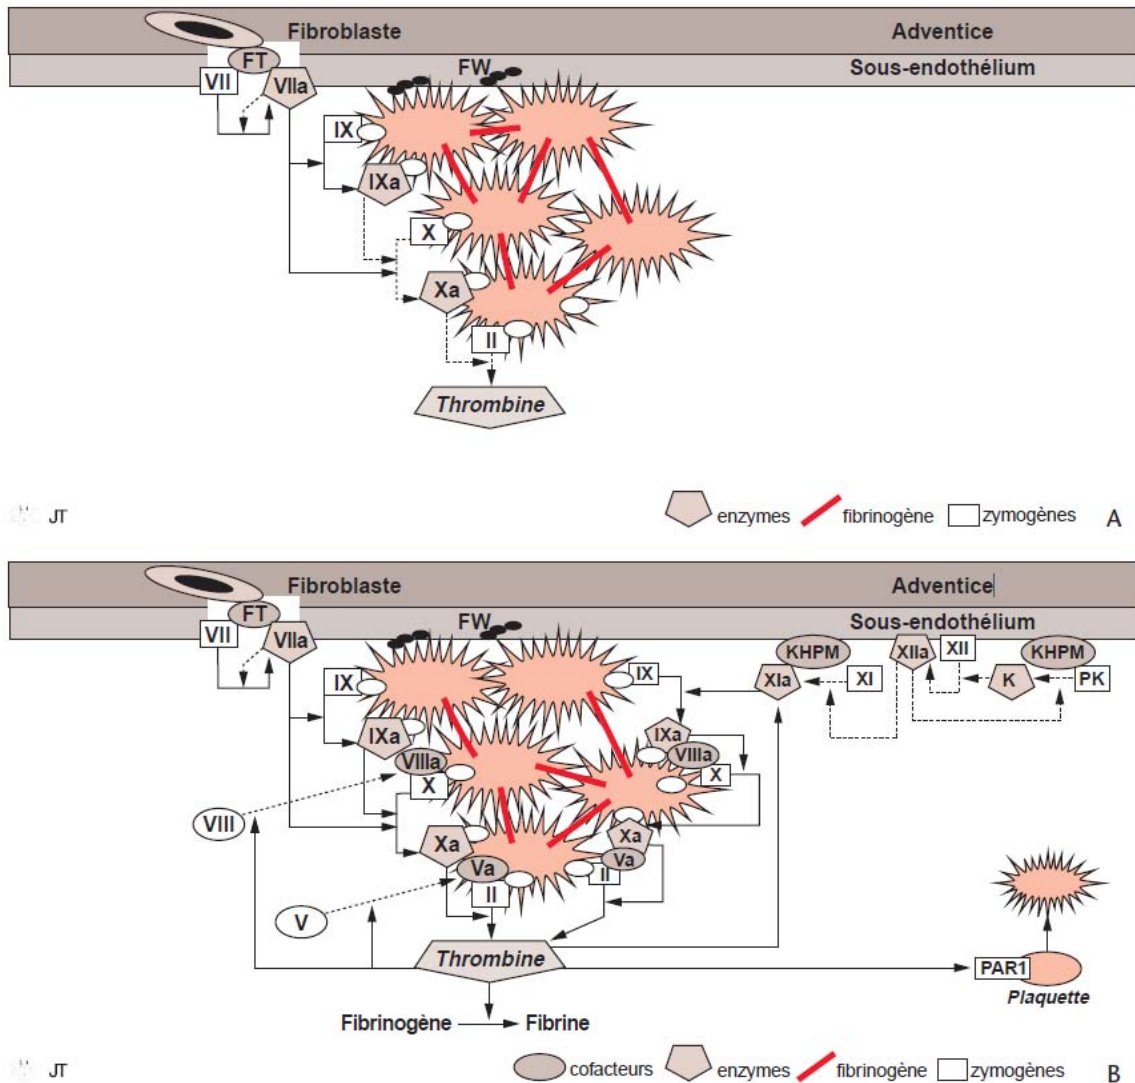 Fibroblaste Adventice
FT
FW Sous-endothélium
VII
VIIa
IX
IXa
X
Xa
II
Thrombine
JT enzymes fibrinogène zymogènes A
Fibroblaste Adventice
FT
FW Sous-endothélium
VII
VIIa
KHPM XIIa XII KHPM
IX IX XIa XI K PK
IXa IXa
VIIIa VIIIa
X X
VIII
Xa Xa
Va Va
II II
V
Thrombine
PAR1
Plaquette
Fibrinogène Fibrine
JT cofacteurs enzymes fibrinogène zymogènes B